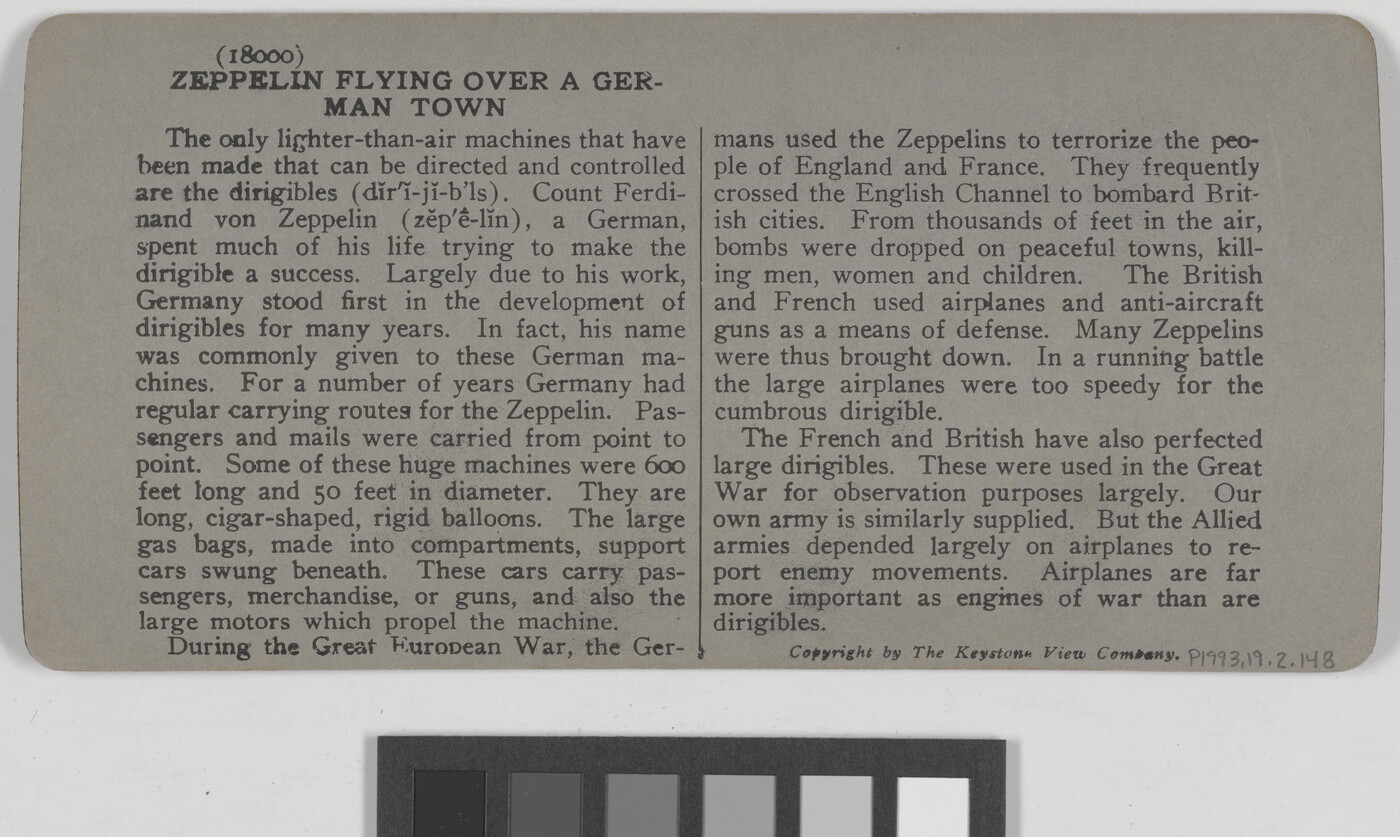 (18000)
ZEPPELIN FLYING OVER A GER-
MAN TOWN
The only lighter-than-air machines that have
been made that can be directed and controlled
are the dirigibles (dĭr'ĭ-jĭ-b'ls). Count Ferdi-
nand von Zeppelin (zĕp'ê-lĭn), a German,
spent much of his life trying to make the
dirigible a success. Largely due to his work,
Germany stood first in the development of
dirigibles for many years. In fact, his name
was commonly given to these German ma-
chines. For a number of years Germany had
regular carrying routes for the Zeppelin. Pas-
sengers and mails were carried from point to
point. Some of these huge machines were 600
feet long and 50 feet in diameter. They are
long, cigar-shaped, rigid balloons. The large
gas bags, made into compartments, support
cars swung beneath. These cars carry pas-
sengers, merchandise, or guns, and also the
large motors which propel the machine.
During the Great European War, the Ger-
mans used the Zeppelins to terrorize the peo-
ple of England and France. They frequently
crossed the English Channel to bombard Brit-
ish cities. From thousands of feet in the air,
bombs were dropped on peaceful towns, kill-
ing men, women and children. The British
and French used airplanes and anti-aircraft
guns as a means of defense. Many Zeppelins
were thus brought down. In a running battle
the large airplanes were too speedy for the
cumbrous dirigible.
The French and British have also perfected
large dirigibles. These were used in the Great
War for observation purposes largely. Our
own army is similarly supplied. But the Allied
armies depended largely on airplanes to re-
port enemy movements. Airplanes are far
more important as engines of war than are
dirigibles.
Copyright by The Keystone View Company.
P1993.19.2.148